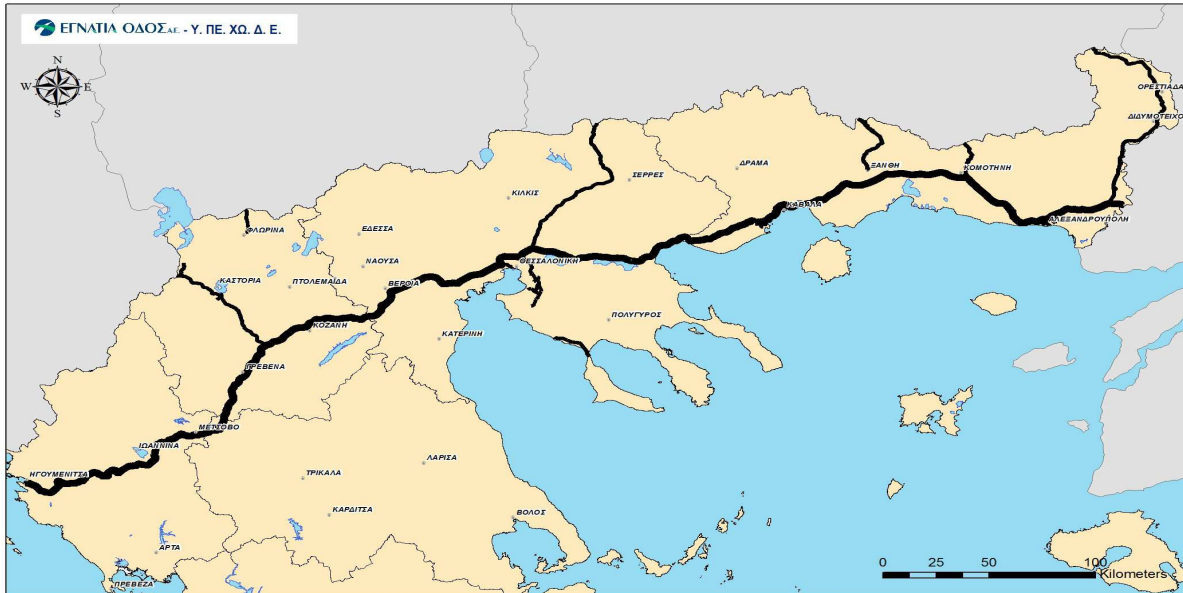 ΕΓΝΑΤΙΑ ΟΔΟΣ Α.Ε. - Υ. ΠΕ. ΧΩ. Δ. Ε.
N
W E
S
ΟΡΕΣΤΙΑΔΑ
ΔΙΔΥΜΟΤΕΙΧΟ
ΔΡΑΜΑ
ΞΑΝΘΗ
ΚΟΜΟΤΗΝΗ
ΣΕΡΡΕΣ
ΚΙΛΚΙΣ
ΚΑΒΑΛΑ
ΑΛΕΞΑΝΔΡΟΥΠΟΛΗ
ΦΛΩΡΙΝΑ
ΕΔΕΣΣΑ
ΝΑΟΥΣΑ
ΘΕΣΣΑΛΟΝΙΚΗ
ΚΑΣΤΟΡΙΑ
ΠΤΟΛΕΜΑΪΔΑ
ΒΕΡΟΙΑ
ΠΟΛΥΓΥΡΟΣ
ΚΟΖΑΝΗ
ΚΑΤΕΡΙΝΗ
ΓΡΕΒΕΝΑ
ΜΕΤΣΟΒΟ
ΙΩΑΝΝΙΝΑ
ΛΑΡΙΣΑ
ΗΓΟΥΜΕΝΙΤΣΑ
ΤΡΙΚΑΛΑ
ΚΑΡΔΙΤΣΑ
ΒΟΛΟΣ
ΑΡΤΑ
ΠΡΕΒΕΖΑ
0 25 50 100
Kilometers